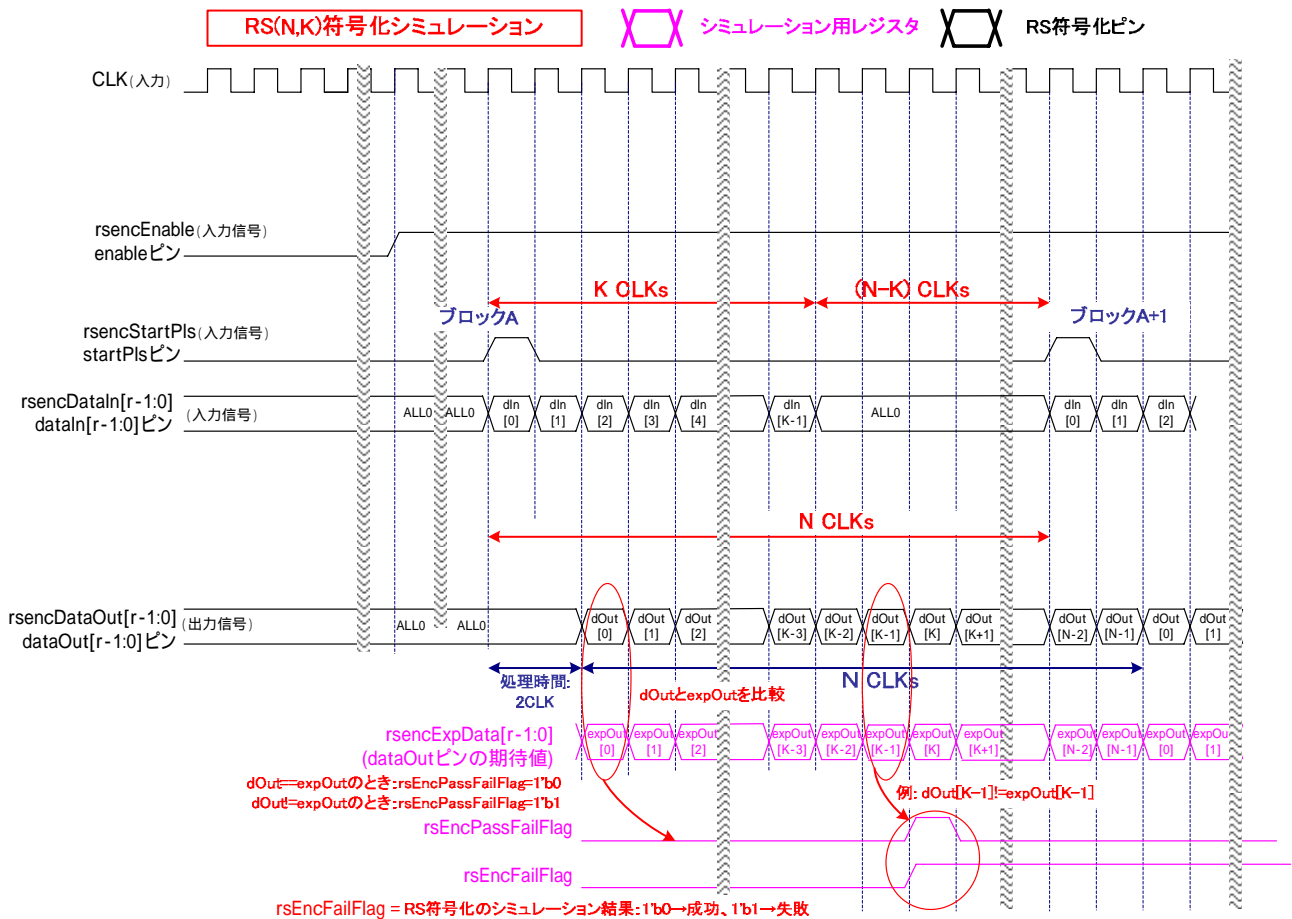 RS(N,K)符号化シミュレーション
シミュレーション用レジスタ
RS符号化ピン
CLK(入力)
rsencEnable(入力信号)
enableピン
K CLKs
(N-K) CLKs
ブロックA
ブロックA+1
rsencStartPls(入力信号)
startPlsピン
rsencDataIn[r-1:0]
(入力信号)
dataIn[r-1:0]ピン
ALL0
ALL0
dIn
[0]
dIn
[1]
dIn
[2]
dIn
[3]
dIn
[4]
dIn
[K-1]
ALL0
dIn
[0]
dIn
[1]
dIn
[2]
N CLKs
rsencDataOut[r-1:0]
(出力信号)
dataOut[r-1:0]ピン
ALL0
ALL0
dOut
[0]
dOut
[1]
dOut
[2]
dOut
[K-3]
dOut
[K-2]
dOut
[K-1]
dOut
[K]
dOut
[K+1]
dOut
[N-2]
dOut
[N-1]
dOut
[0]
dOut
[1]
処理時間:
2CLK
N CLKs
dOutとexpOutを比較
rsencExpData[r-1:0]
(dataOutピンの期待値)
expOut
[0]
expOut
[1]
expOut
[2]
expOut
[K-3]
expOut
[K-2]
expOut
[K-1]
expOut
[K]
expOut
[K+1]
expOut
[N-2]
expOut
[N-1]
expOut
[0]
expOut
[1]
dOut==expOutのとき:rsEncPassFailFlag=1'b0
dOut!=expOutのとき:rsEncPassFailFlag=1'b1
例: dOut[K-1]!=expOut[K-1]
rsEncPassFailFlag
rsEncFailFlag
rsEncFailFlag = RS符号化のシミュレーション結果:1'b0→成功、1'b1→失敗